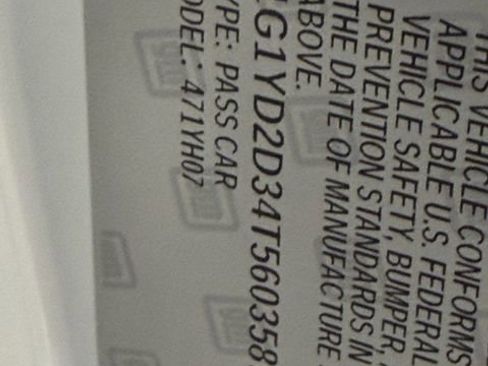 THIS VEHICLE CONFORMS
APPLICABLE U.S. FEDERAL
VEHICLE SAFETY, BUMPER,
PREVENTION STANDARDS IN
THE DATE OF MANUFACTURE
ABOVE.
G1YD2D34T560358
YPE: PASS CAR
ODEL: 471YH07